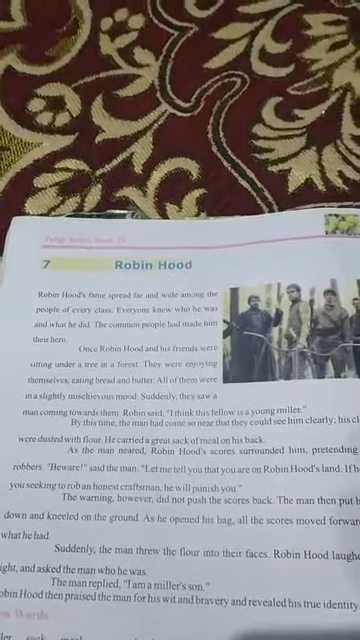 Tulip Series Book-
7 Robin Hood
Robin Hood's fame spread far and wide among the
people of every class. Everyone knew who he was
and what he did. The common people had made him
their hero.
Once Robin Hood and his friends were
sitting under a tree in a forest. They were enjoying
themselves, eating bread and butter. All of them were
in a slightly mischievous mood. Suddenly, they saw a
man coming towards them. Robin said, "I think this fellow is a young miller."
By this time, the man had come so near that they could see him clearly; his cl
were dusted with flour. He carried a great sack of meal on his back.
As the man neared, Robin Hood's scores surrounded him, pretending
robbers. "Beware!" said the man. "Let me tell you that you are on Robin Hood's land. If h
you seeking to rob an honest craftsman, he will punish you."
The warning, however, did not push the scores back. The man then put h
down and kneeled on the ground. As he opened his bag, all the scores moved forwar
what he had.
Suddenly, the man threw the flour into their faces. Robin Hood laughe
ight, and asked the man who he was.
The man replied, "I am a miller's son."
obin Hood then praised the man for his wit and bravery and revealed his true identity
ew Words